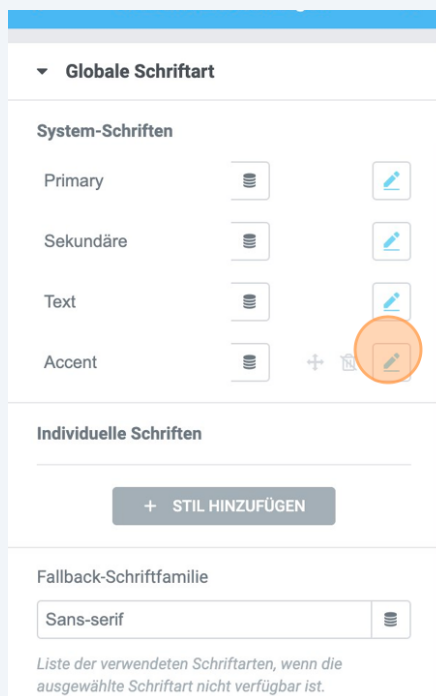 Globale Schriftart
System-Schriften
Primary
Sekundäre
Text
Accent
Individuelle Schriften
+ STIL HINZUFÜGEN
Fallback-Schriftfamilie
Sans-serif
Liste der verwendeten Schriftarten, wenn die
ausgewählte Schriftart nicht verfügbar ist.